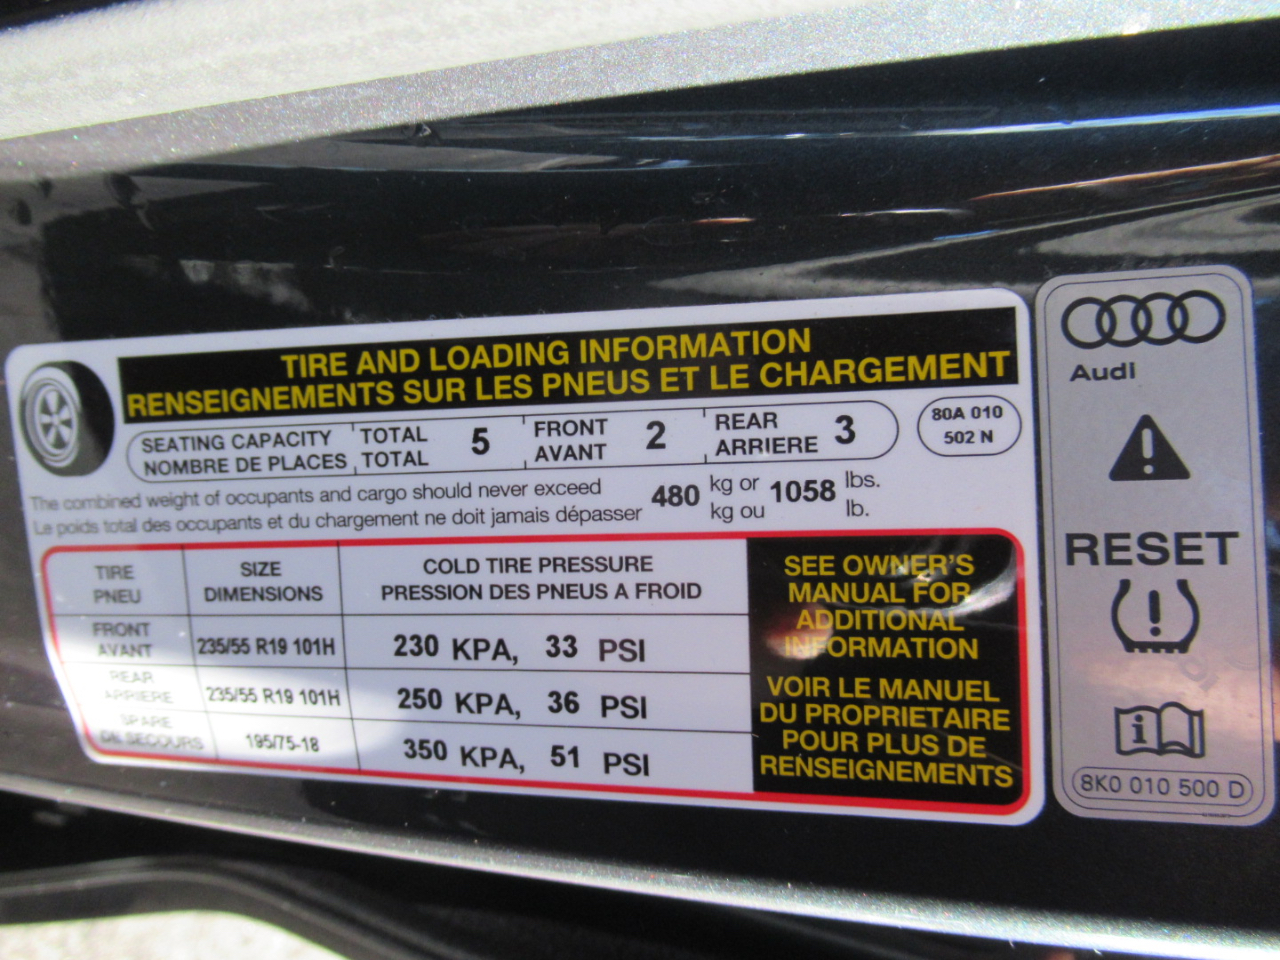 TIRE AND LOADING INFORMATION
RENSEIGNEMENTS SUR LES PNEUS ET LE CHARGEMENT
SEATING CAPACITY TOTAL 5 FRONT 2 REAR 3
NOMBRE DE PLACES TOTAL AVANT ARRIERE
80A 010
502 N
The combined weight of occupants and cargo should never exceed 480 kg or 1058 lbs.
Le poids total des occupants et du chargement ne doit jamais dépasser kg ou lb.
TIRE SIZE COLD TIRE PRESSURE
PNEU DIMENSIONS PRESSION DES PNEUS A FROID
FRONT
AVANT 235/55 R19 101H 230 KPA, 33 PSI
REAR
ARRIERE 235/55 R19 101H 250 KPA, 36 PSI
SPARE
DE SECOURS 195/75-18 350 KPA, 51 PSI
SEE OWNER'S
MANUAL FOR
ADDITIONAL
INFORMATION
VOIR LE MANUEL
DU PROPRIETAIRE
POUR PLUS DE
RENSEIGNEMENTS
Audi
RESET
8K0 010 500 D